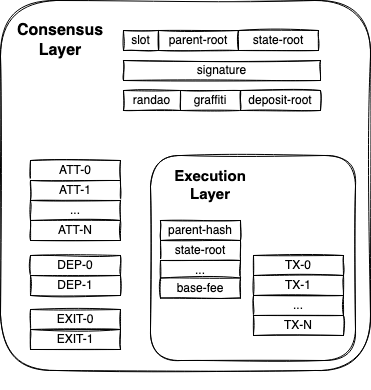 Consensus
Layer
slot parent-root state-root
signature
randao graffiti deposit-root
ATT-0
ATT-1
...
ATT-N
DEP-0
DEP-1
EXIT-0
EXIT-1
Execution
Layer
parent-hash
state-root
...
base-fee
TX-0
TX-1
...
TX-N